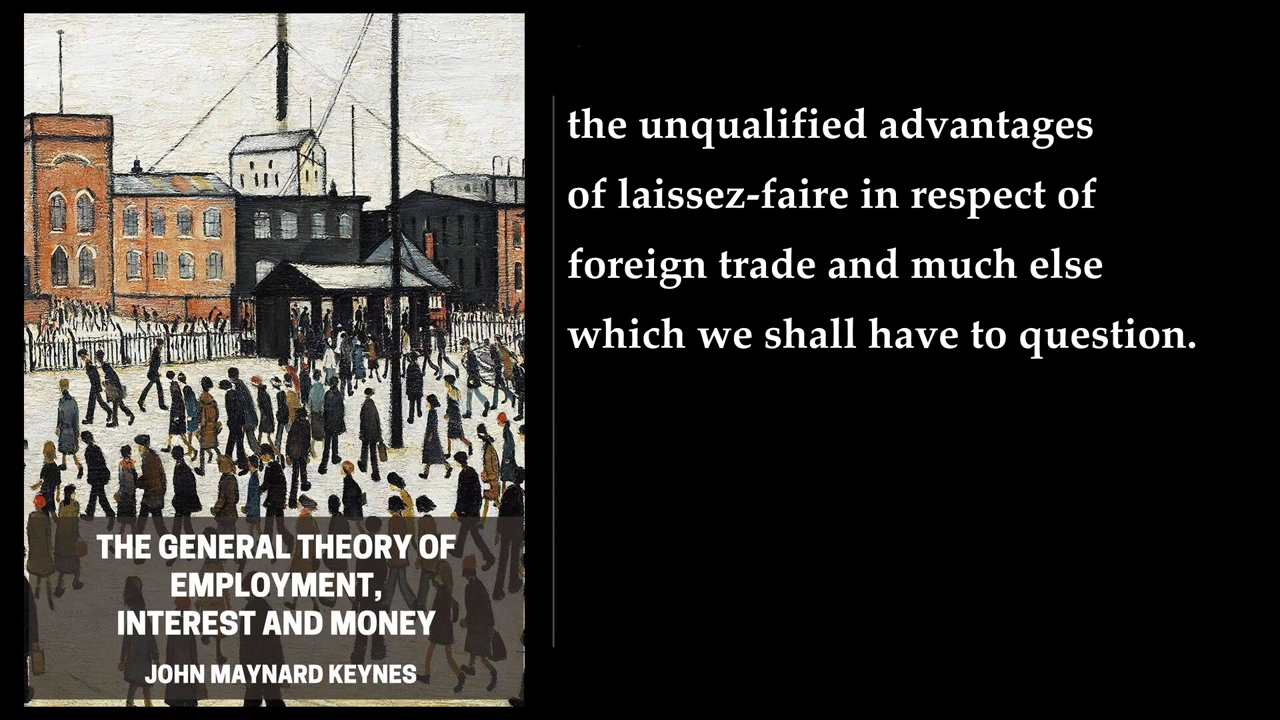 the unqualified advantages
of laissez-faire in respect of
foreign trade and much else
which we shall have to question.
THE GENERAL THEORY OF
EMPLOYMENT,
INTEREST AND MONEY
JOHN MAYNARD KEYNES